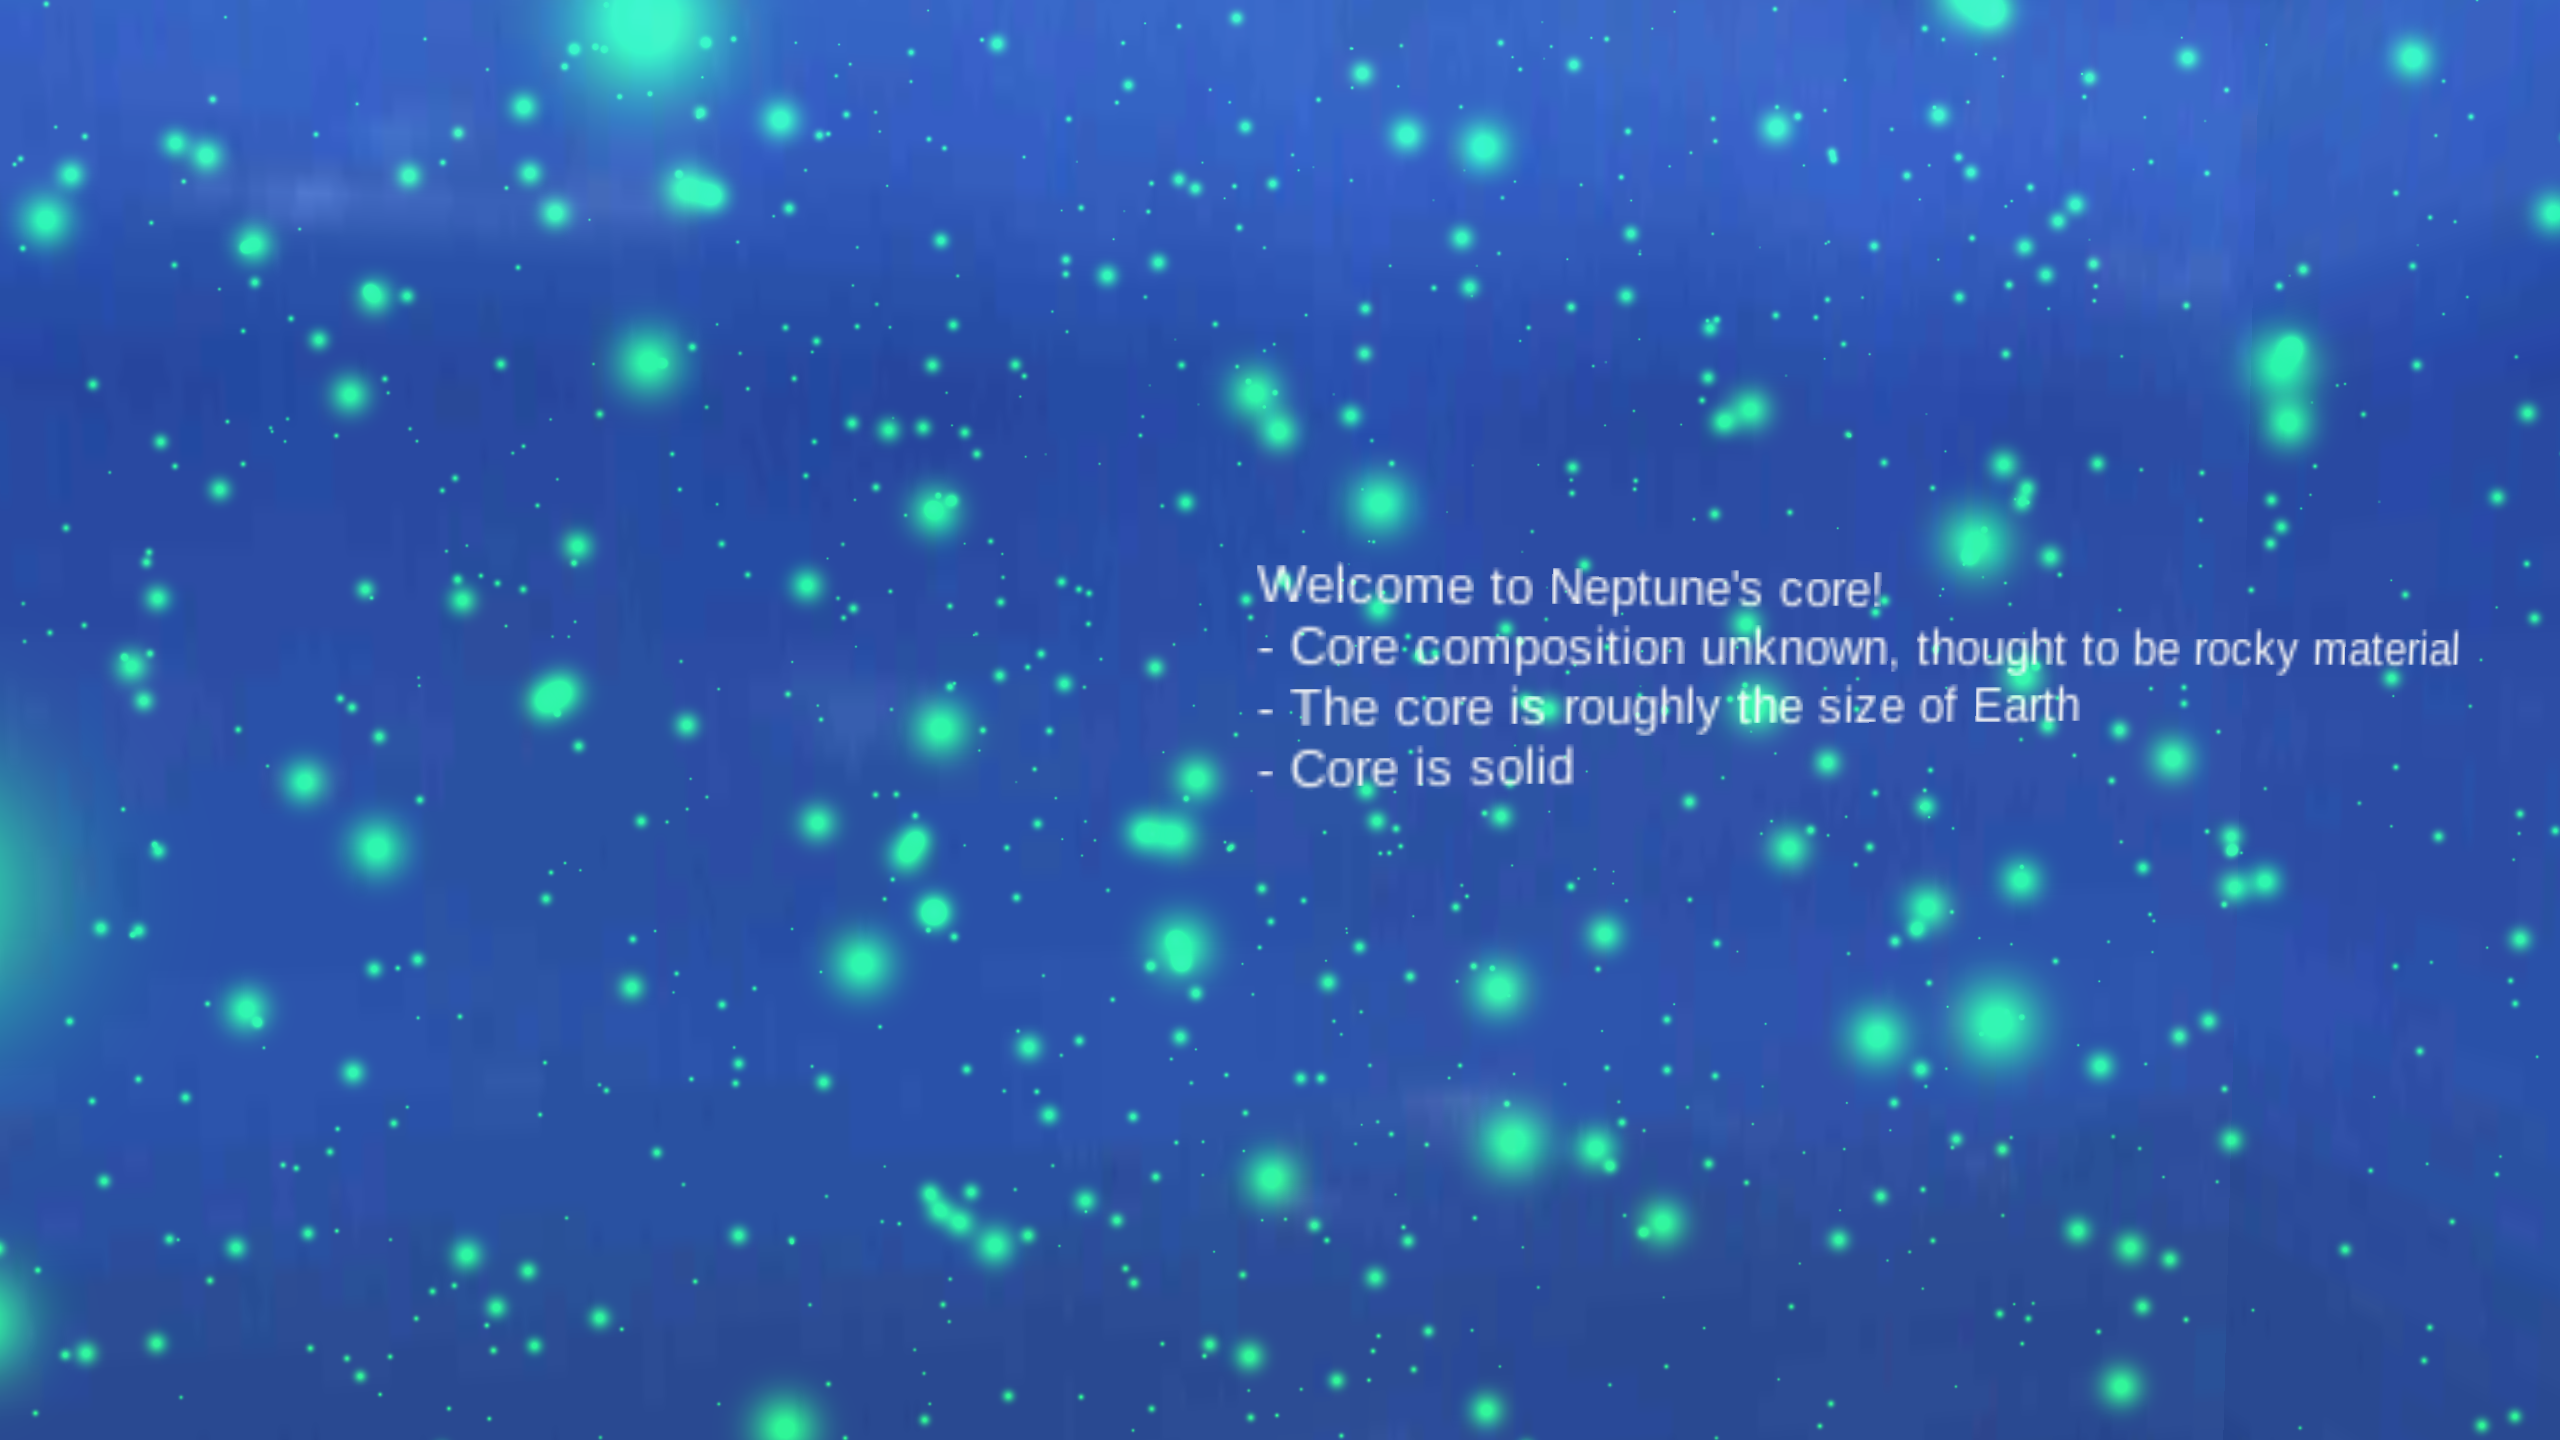 Welcome to Neptune's core!
- Core composition unknown, thought to be rocky material
- The core is roughly the size of Earth
- Core is solid